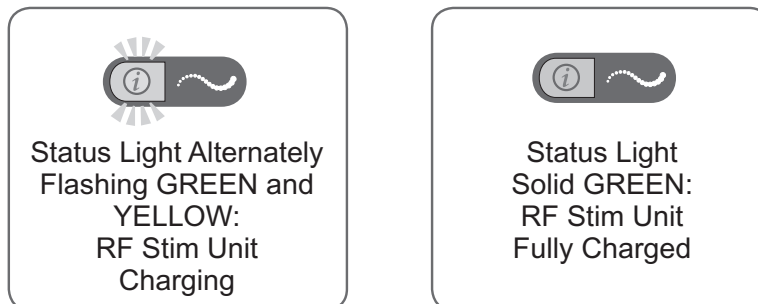 i
Status Light Alternately
Flashing GREEN and
YELLOW:
RF Stim Unit
Charging
i
Status Light
Solid GREEN:
RF Stim Unit
Fully Charged